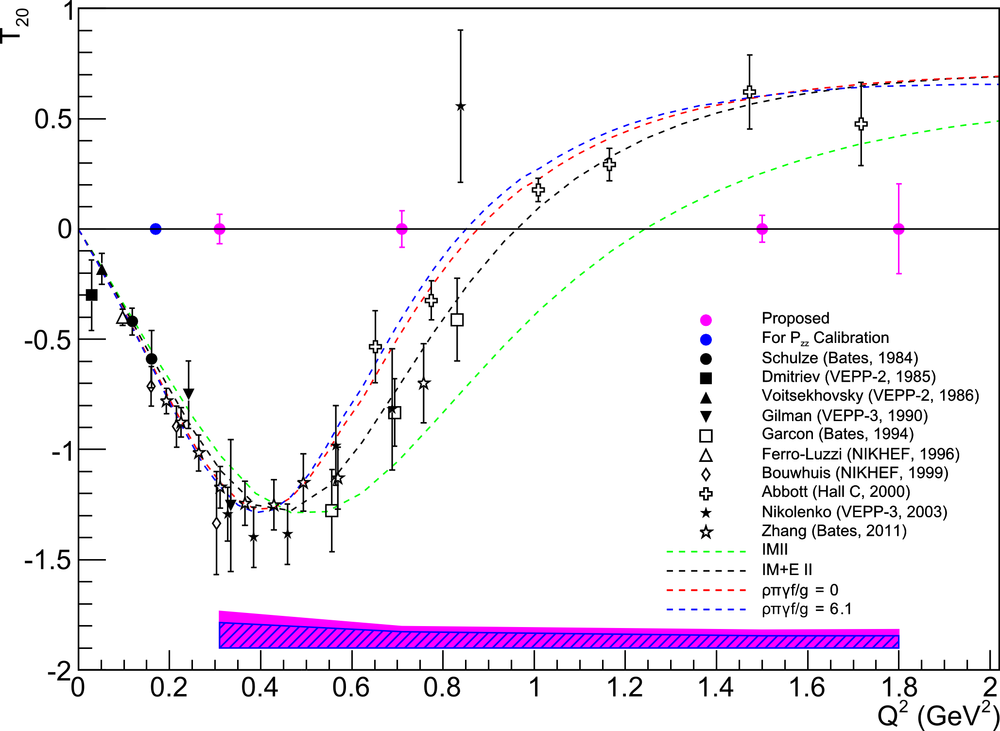 T20
1
0.5
0
-0.5
-1
-1.5
-2
Proposed
For Pzz Calibration
Schulze (Bates, 1984)
Dmitriev (VEPP-2, 1985)
Voitsekhovsky (VEPP-2, 1986)
Gilman (VEPP-3, 1990)
Garcon (Bates, 1994)
Ferro-Luzzi (NIKHEF, 1996)
Bouwhuis (NIKHEF, 1999)
Abbott (Hall C, 2000)
Nikolenko (VEPP-3, 2003)
Zhang (Bates, 2011)
IMII
IM+E II
ρπγf/g = 0
ρπγf/g = 6.1
0 0.2 0.4 0.6 0.8 1 1.2 1.4 1.6 1.8 2
Q² (GeV²)